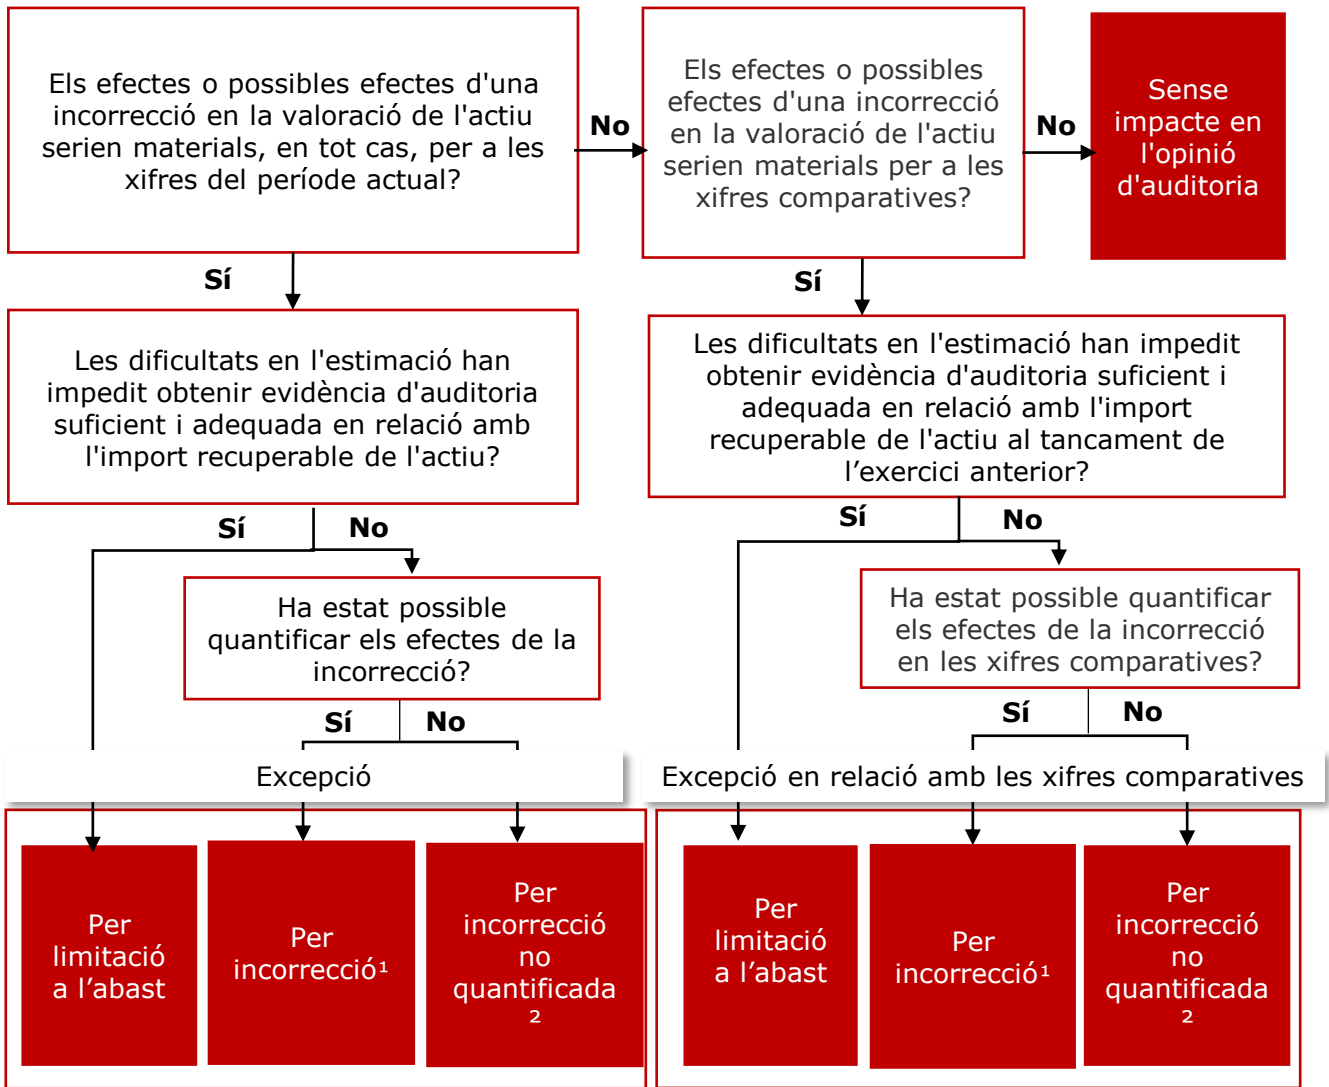 Els efectes o possibles efectes d'una
incorrecció en la valoració de l'actiu
serien materials, en tot cas, per a les
xifres del període actual?
No
Els efectes o possibles
efectes d'una incorrecció
en la valoració de l'actiu
serien materials per a les
xifres comparatives?
No
Sense
impacte en
l'opinió
d'auditoria
Sí
Sí
Les dificultats en l'estimació han
impedit obtenir evidència d'auditoria
suficient i adequada en relació amb
l'import recuperable de l'actiu?
Les dificultats en l'estimació han impedit
obtenir evidència d'auditoria suficient i
adequada en relació amb l'import
recuperable de l'actiu al tancament de
l’exercici anterior?
Sí
No
Sí
No
Ha estat possible
quantificar els efectes de la
incorrecció?
Ha estat possible quantificar
els efectes de la incorrecció
en les xifres comparatives?
Sí
No
Sí
No
Excepció
Excepció en relació amb les xifres comparatives
Per
limitació
a l’abast
Per
incorrecció¹
Per
incorrecció
no
quantificada
²
Per
limitació
a l’abast
Per
incorrecció¹
Per
incorrecció
no
quantificada
²